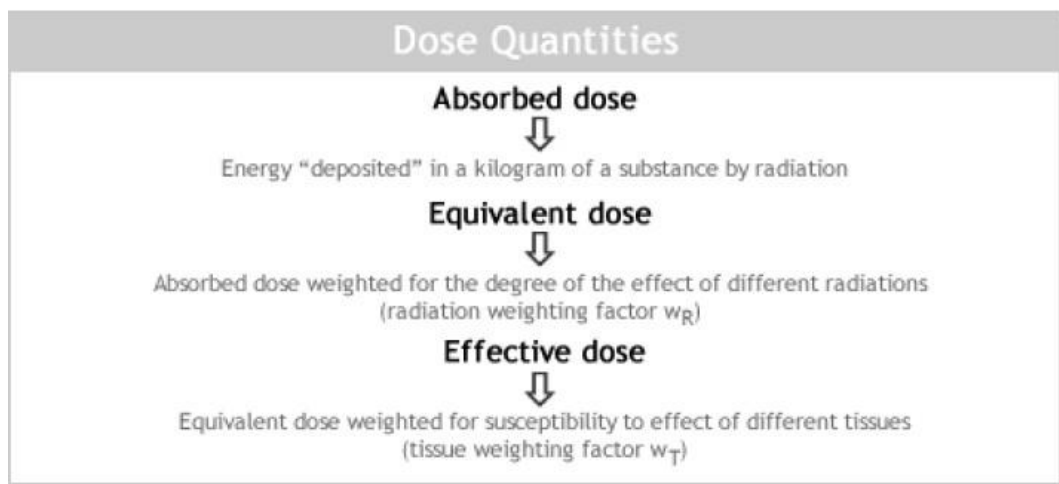 Dose Quantities
Absorbed dose
Energy “deposited” in a kilogram of a substance by radiation
Equivalent dose
Absorbed dose weighted for the degree of the effect of different radiations
(radiation weighting factor wR)
Effective dose
Equivalent dose weighted for susceptibility to effect of different tissues
(tissue weighting factor wT)